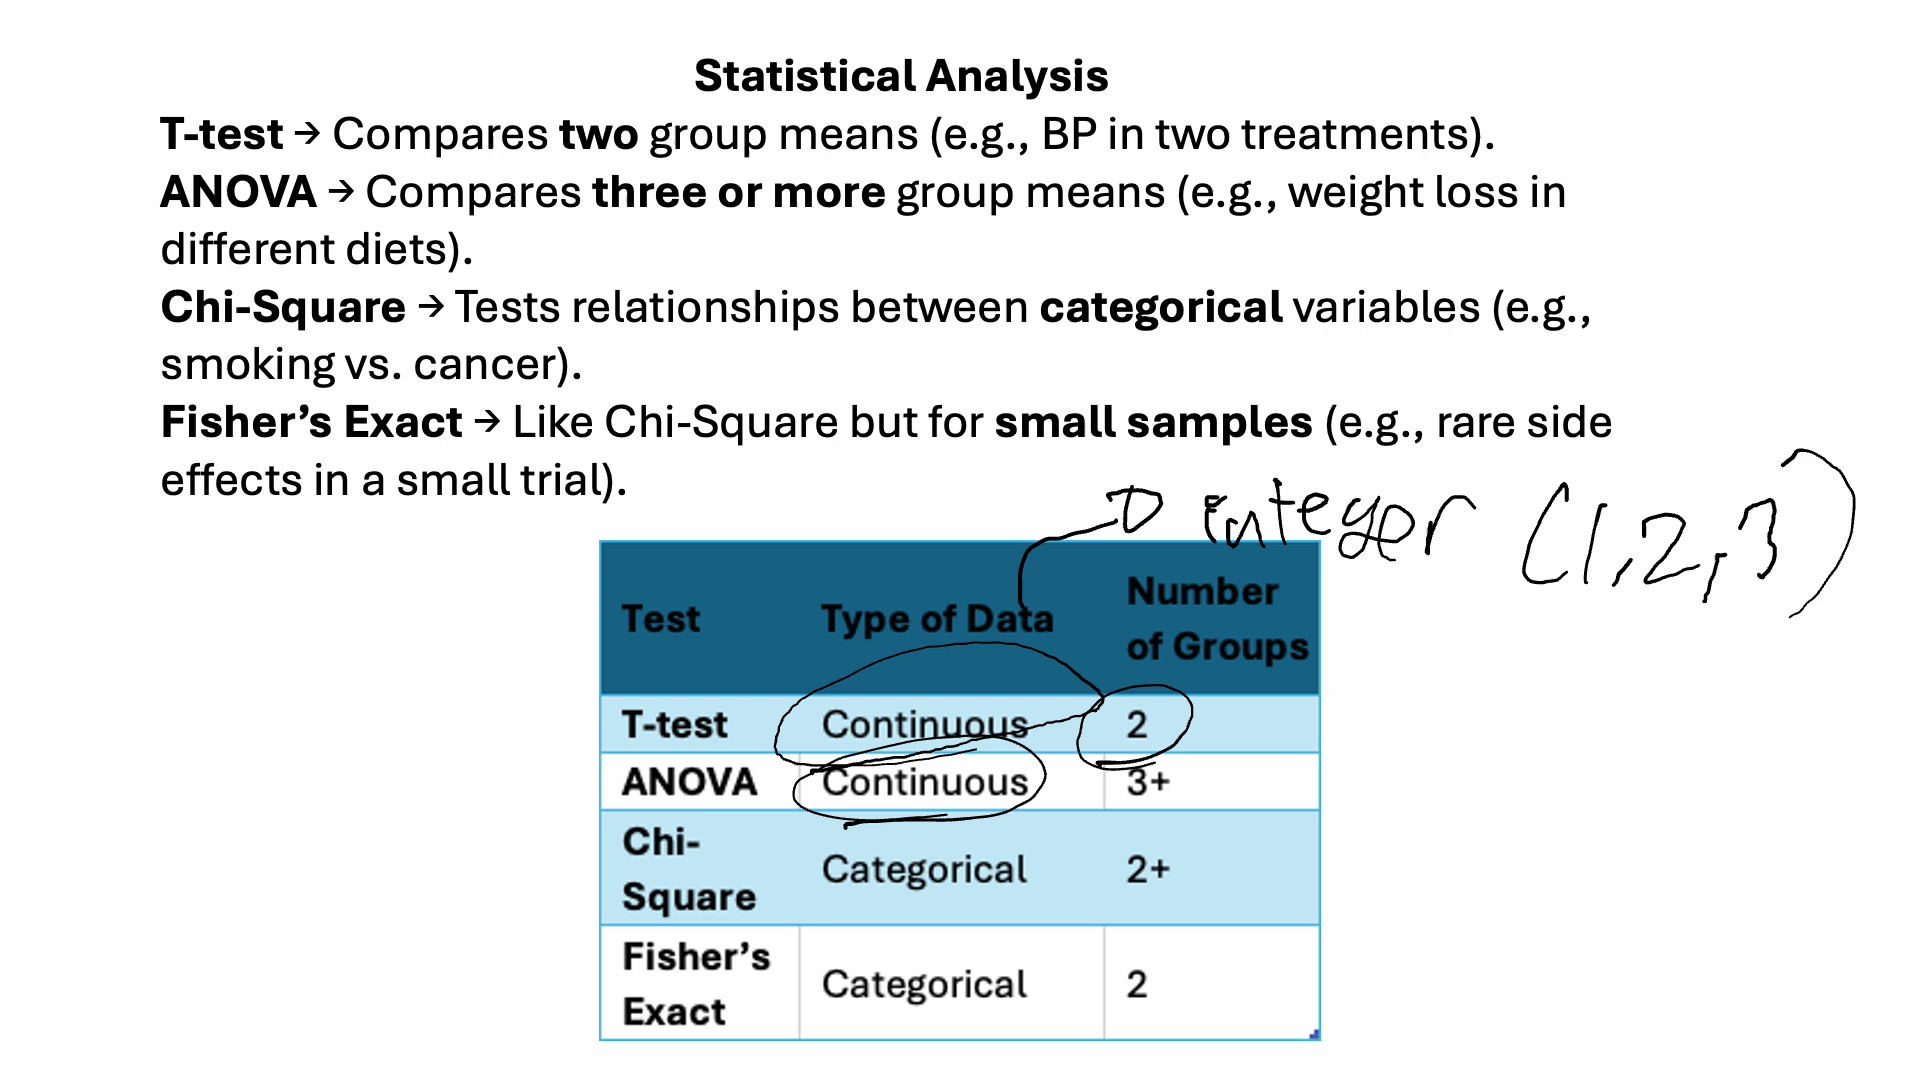 Statistical Analysis
T-test → Compares two group means (e.g., BP in two treatments).
ANOVA → Compares three or more group means (e.g., weight loss in
different diets).
Chi-Square → Tests relationships between categorical variables (e.g.,
smoking vs. cancer).
Fisher’s Exact → Like Chi-Square but for small samples (e.g., rare side
effects in a small trial).
integer (1,2,3)
Test Type of Data Number
of Groups
T-test Continuous 2
ANOVA Continuous 3+
Chi-
Square Categorical 2+
Fisher’s
Exact Categorical 2